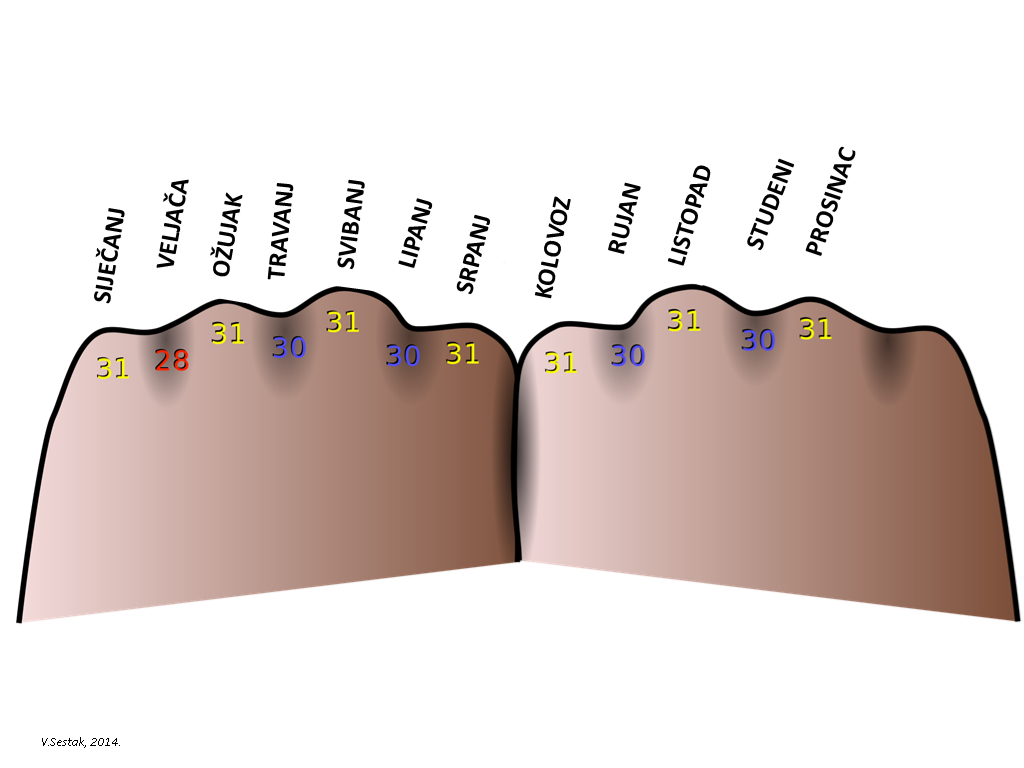 SIJEČANJ
VELJAČA
OŽUJAK
TRAVANJ
SVIBANJ
LIPANJ
SRPANJ
KOLOVOZ
RUJAN
LISTOPAD
STUDENI
PROSINAC
31
28
31
30
31
30
31
31
30
31
30
31
V.Sestak, 2014.